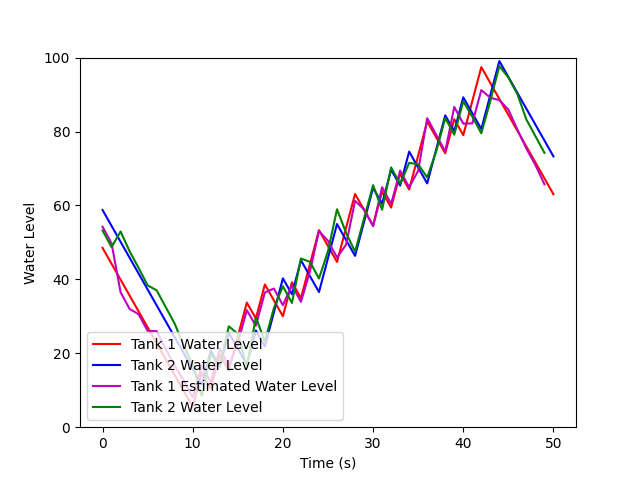 100
80
60
40
20
0
Water Level
Tank 1 Water Level
Tank 2 Water Level
Tank 1 Estimated Water Level
Tank 2 Water Level
0 10 20 30 40 50
Time (s)